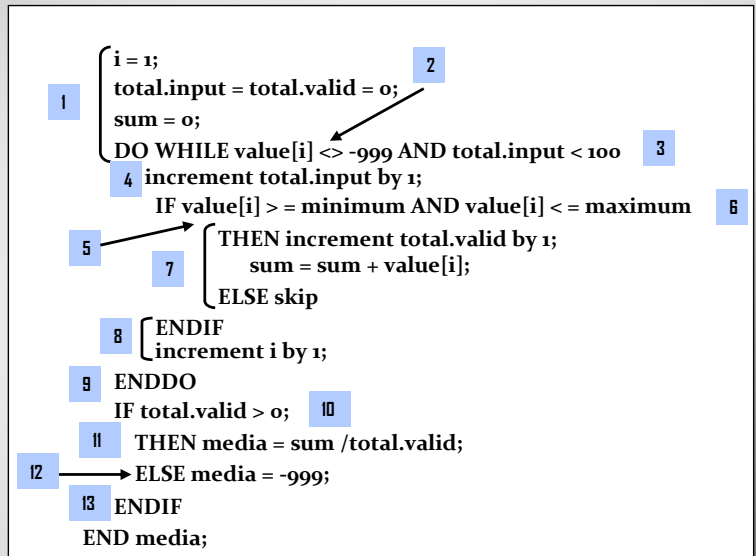 i = 1;
2
total.input = total.valid = 0;
1
sum = 0;
DO WHILE value[i] <> -999 AND total.input < 100 3
4 increment total.input by 1;
IF value[i] > = minimum AND value[i] < = maximum 6
5
THEN increment total.valid by 1;
7 sum = sum + value[i];
ELSE skip
8 ENDIF
increment i by 1;
9 ENDDO
IF total.valid > 0; 10
11 THEN media = sum /total.valid;
12 ELSE media = -999;
13 ENDIF
END media;